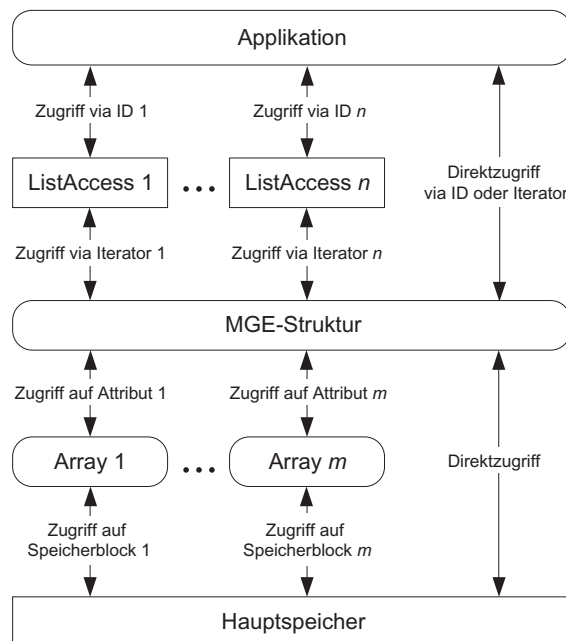 Applikation
Zugriff via ID 1
Zugriff via ID n
ListAccess 1
...
ListAccess n
Direktzugriff
via ID oder Iterator
Zugriff via Iterator 1
Zugriff via Iterator n
MGE-Struktur
Zugriff auf Attribut 1
Zugriff auf Attribut m
Array 1
...
Array m
Direktzugriff
Zugriff auf
Speicherblock 1
Zugriff auf
Speicherblock m
Hauptspeicher